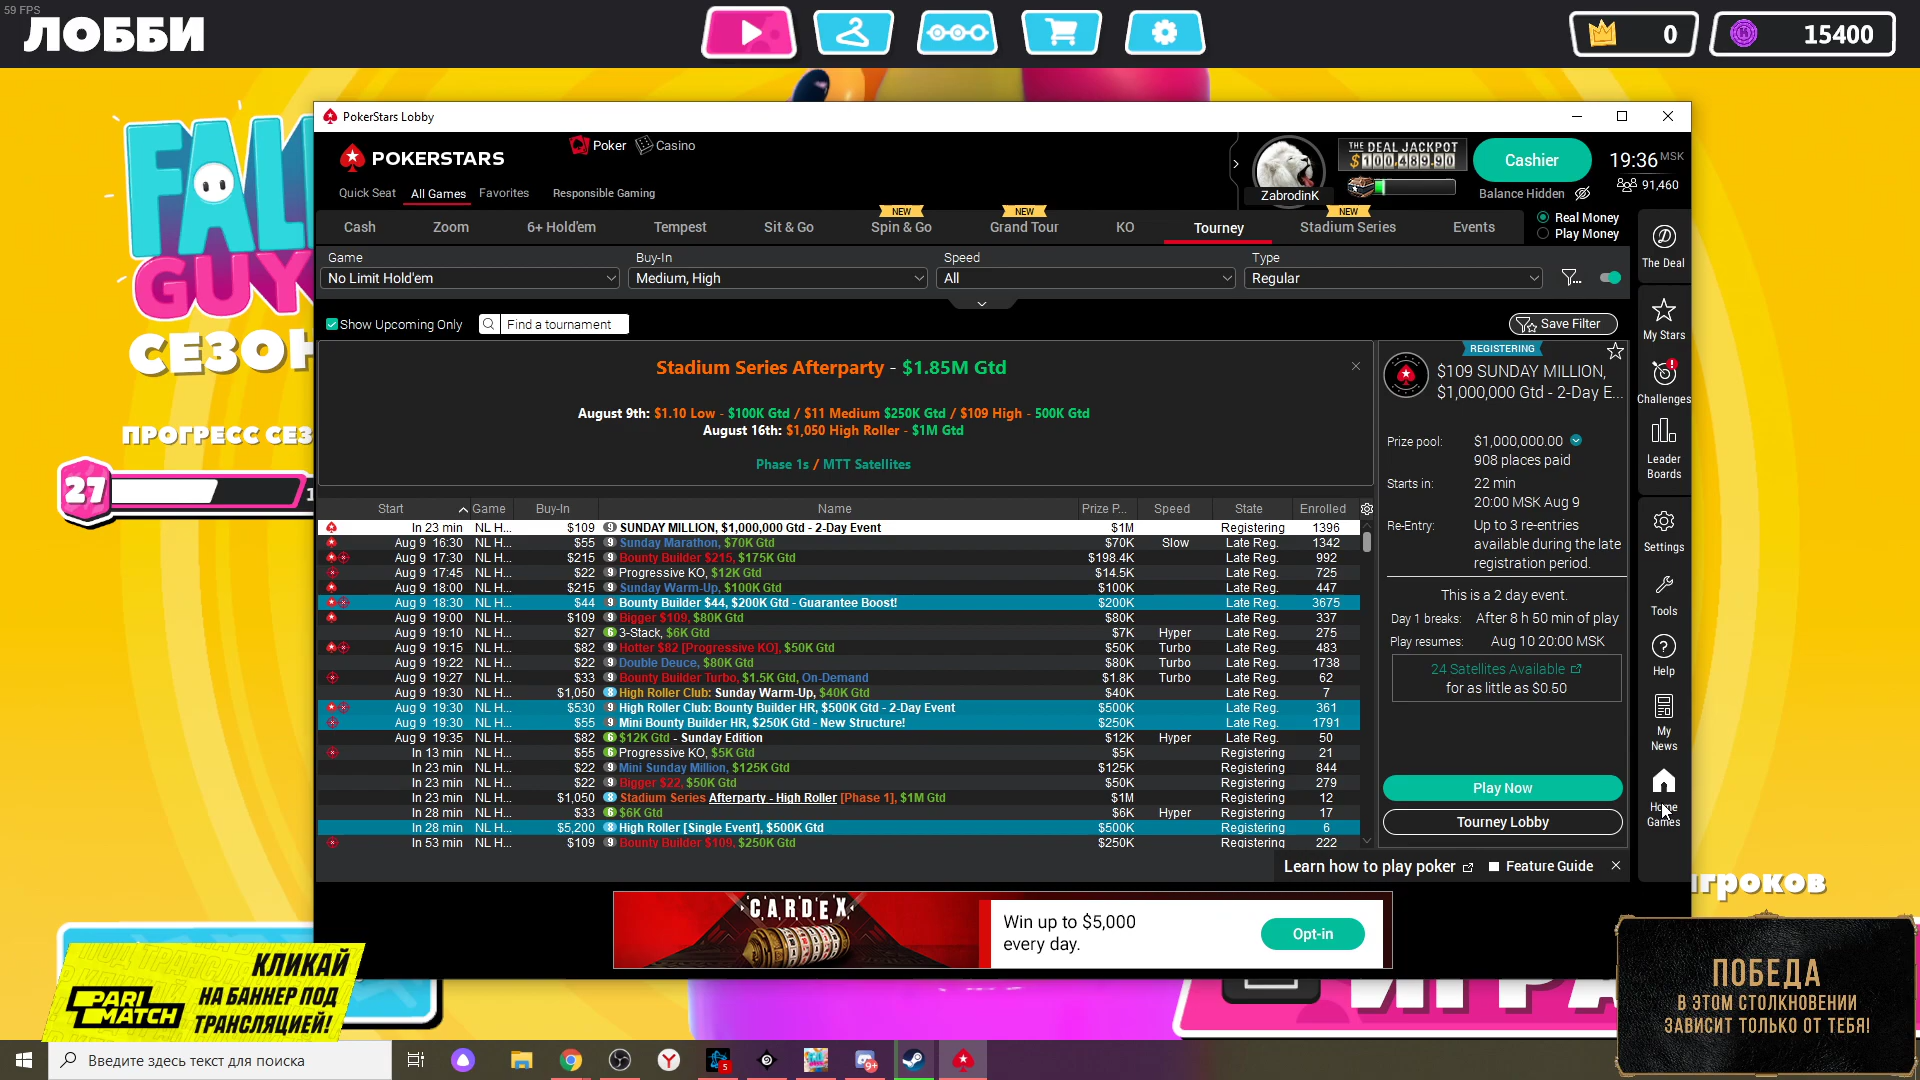 59 FPS
ЛОББИ
0
15400
FALL
GUY
СЕЗОН
ПРОГРЕСС СЕЗ
27
1
PokerStars Lobby
POKERSTARS
Poker
Casino
Quick Seat
All Games
Favorites
Responsible Gaming
ZabrodinK
THE DEAL JACKPOT
$100,489.90
Cashier
Balance Hidden
19:36 MSK
91,460
Cash
Zoom
6+ Hold'em
Tempest
Sit & Go
NEW
Spin & Go
NEW
Grand Tour
KO
Tourney
NEW
Stadium Series
Events
Real Money
Play Money
Game
No Limit Hold'em
Buy-In
Medium, High
Speed
All
Type
Regular
Show Upcoming Only
Find a tournament
Save Filter
Stadium Series Afterparty - $1.85M Gtd
August 9th: $1.10 Low - $100K Gtd / $11 Medium $250K Gtd / $109 High - 500K Gtd
August 16th: $1,050 High Roller - $1M Gtd
Phase 1s / MTT Satellites
Start Game Buy-In Name Prize P... Speed State Enrolled
In 23 min NL H... $109 9 SUNDAY MILLION, $1,000,000 Gtd - 2-Day Event $1M Registering 1396
Aug 9 16:30 NL H... $55 9 Sunday Marathon, $70K Gtd $70K Slow Late Reg. 1342
Aug 9 17:30 NL H... $215 9 Bounty Builder $215, $175K Gtd $198.4K Late Reg. 992
Aug 9 17:45 NL H... $22 9 Progressive KO, $12K Gtd $14.5K Late Reg. 725
Aug 9 18:00 NL H... $215 9 Sunday Warm-Up, $100K Gtd $100K Late Reg. 447
Aug 9 18:30 NL H... $44 9 Bounty Builder $44, $200K Gtd - Guarantee Boost! $200K Late Reg. 3675
Aug 9 19:00 NL H... $109 9 Bigger $109, $80K Gtd $80K Late Reg. 337
Aug 9 19:10 NL H... $27 6 3-Stack, $6K Gtd $7K Hyper Late Reg. 275
Aug 9 19:15 NL H... $82 9 Hotter $82 [Progressive KO], $50K Gtd $50K Turbo Late Reg. 483
Aug 9 19:22 NL H... $22 9 Double Deuce, $80K Gtd $80K Turbo Late Reg. 1738
Aug 9 19:27 NL H... $33 9 Bounty Builder Turbo, $1.5K Gtd, On-Demand $1.8K Turbo Late Reg. 62
Aug 9 19:30 NL H... $1,050 8 High Roller Club: Sunday Warm-Up, $40K Gtd $40K Late Reg. 7
Aug 9 19:30 NL H... $530 9 High Roller Club: Bounty Builder HR, $500K Gtd - 2-Day Event $500K Late Reg. 361
Aug 9 19:30 NL H... $55 9 Mini Bounty Builder HR, $250K Gtd - New Structure! $250K Late Reg. 1791
Aug 9 19:35 NL H... $82 6 $12K Gtd - Sunday Edition $12K Hyper Late Reg. 50
In 13 min NL H... $55 6 Progressive KO, $5K Gtd $5K Registering 21
In 23 min NL H... $22 9 Mini Sunday Million, $125K Gtd $125K Registering 844
In 23 min NL H... $22 9 Bigger $22, $50K Gtd $50K Registering 279
In 23 min NL H... $1,050 8 Stadium Series Afterparty - High Roller [Phase 1], $1M Gtd $1M Registering 12
In 28 min NL H... $33 6 $6K Gtd $6K Hyper Registering 17
In 28 min NL H... $5,200 8 High Roller [Single Event], $500K Gtd $500K Registering 6
In 53 min NL H... $109 9 Bounty Builder $109, $250K Gtd $250K Registering 222
REGISTERING
$109 SUNDAY MILLION,
$1,000,000 Gtd - 2-Day E...
Prize pool: $1,000,000.00
908 places paid
Starts in: 22 min
20:00 MSK Aug 9
Re-Entry: Up to 3 re-entries
available during the late
registration period.
This is a 2 day event.
Day 1 breaks: After 8 h 50 min of play
Play resumes: Aug 10 20:00 MSK
24 Satellites Available
for as little as $0.50
Play Now
Tourney Lobby
The Deal
My Stars
Challenges
Leader
Boards
Settings
Tools
Help
My
News
Home
Games
Learn how to play poker
Feature Guide
CARDEX
Win up to $5,000
every day.
Opt-in
игроков
КЛИКАЙ
НА БАННЕР ПОД
ТРАНСЛЯЦИЕЙ!
PARI
MATCH
ИГРА
ПОБЕДА
В ЭТОМ СТОЛКНОВЕНИИ
ЗАВИСИТ ТОЛЬКО ОТ ТЕБЯ!
Введите здесь текст для поиска
5
9+